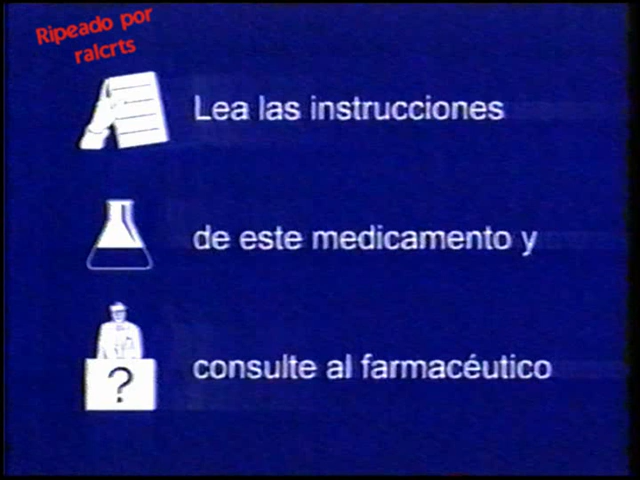 Ripeado por
ralcrts
Lea las instrucciones
de este medicamento y
?
consulte al farmacéutico